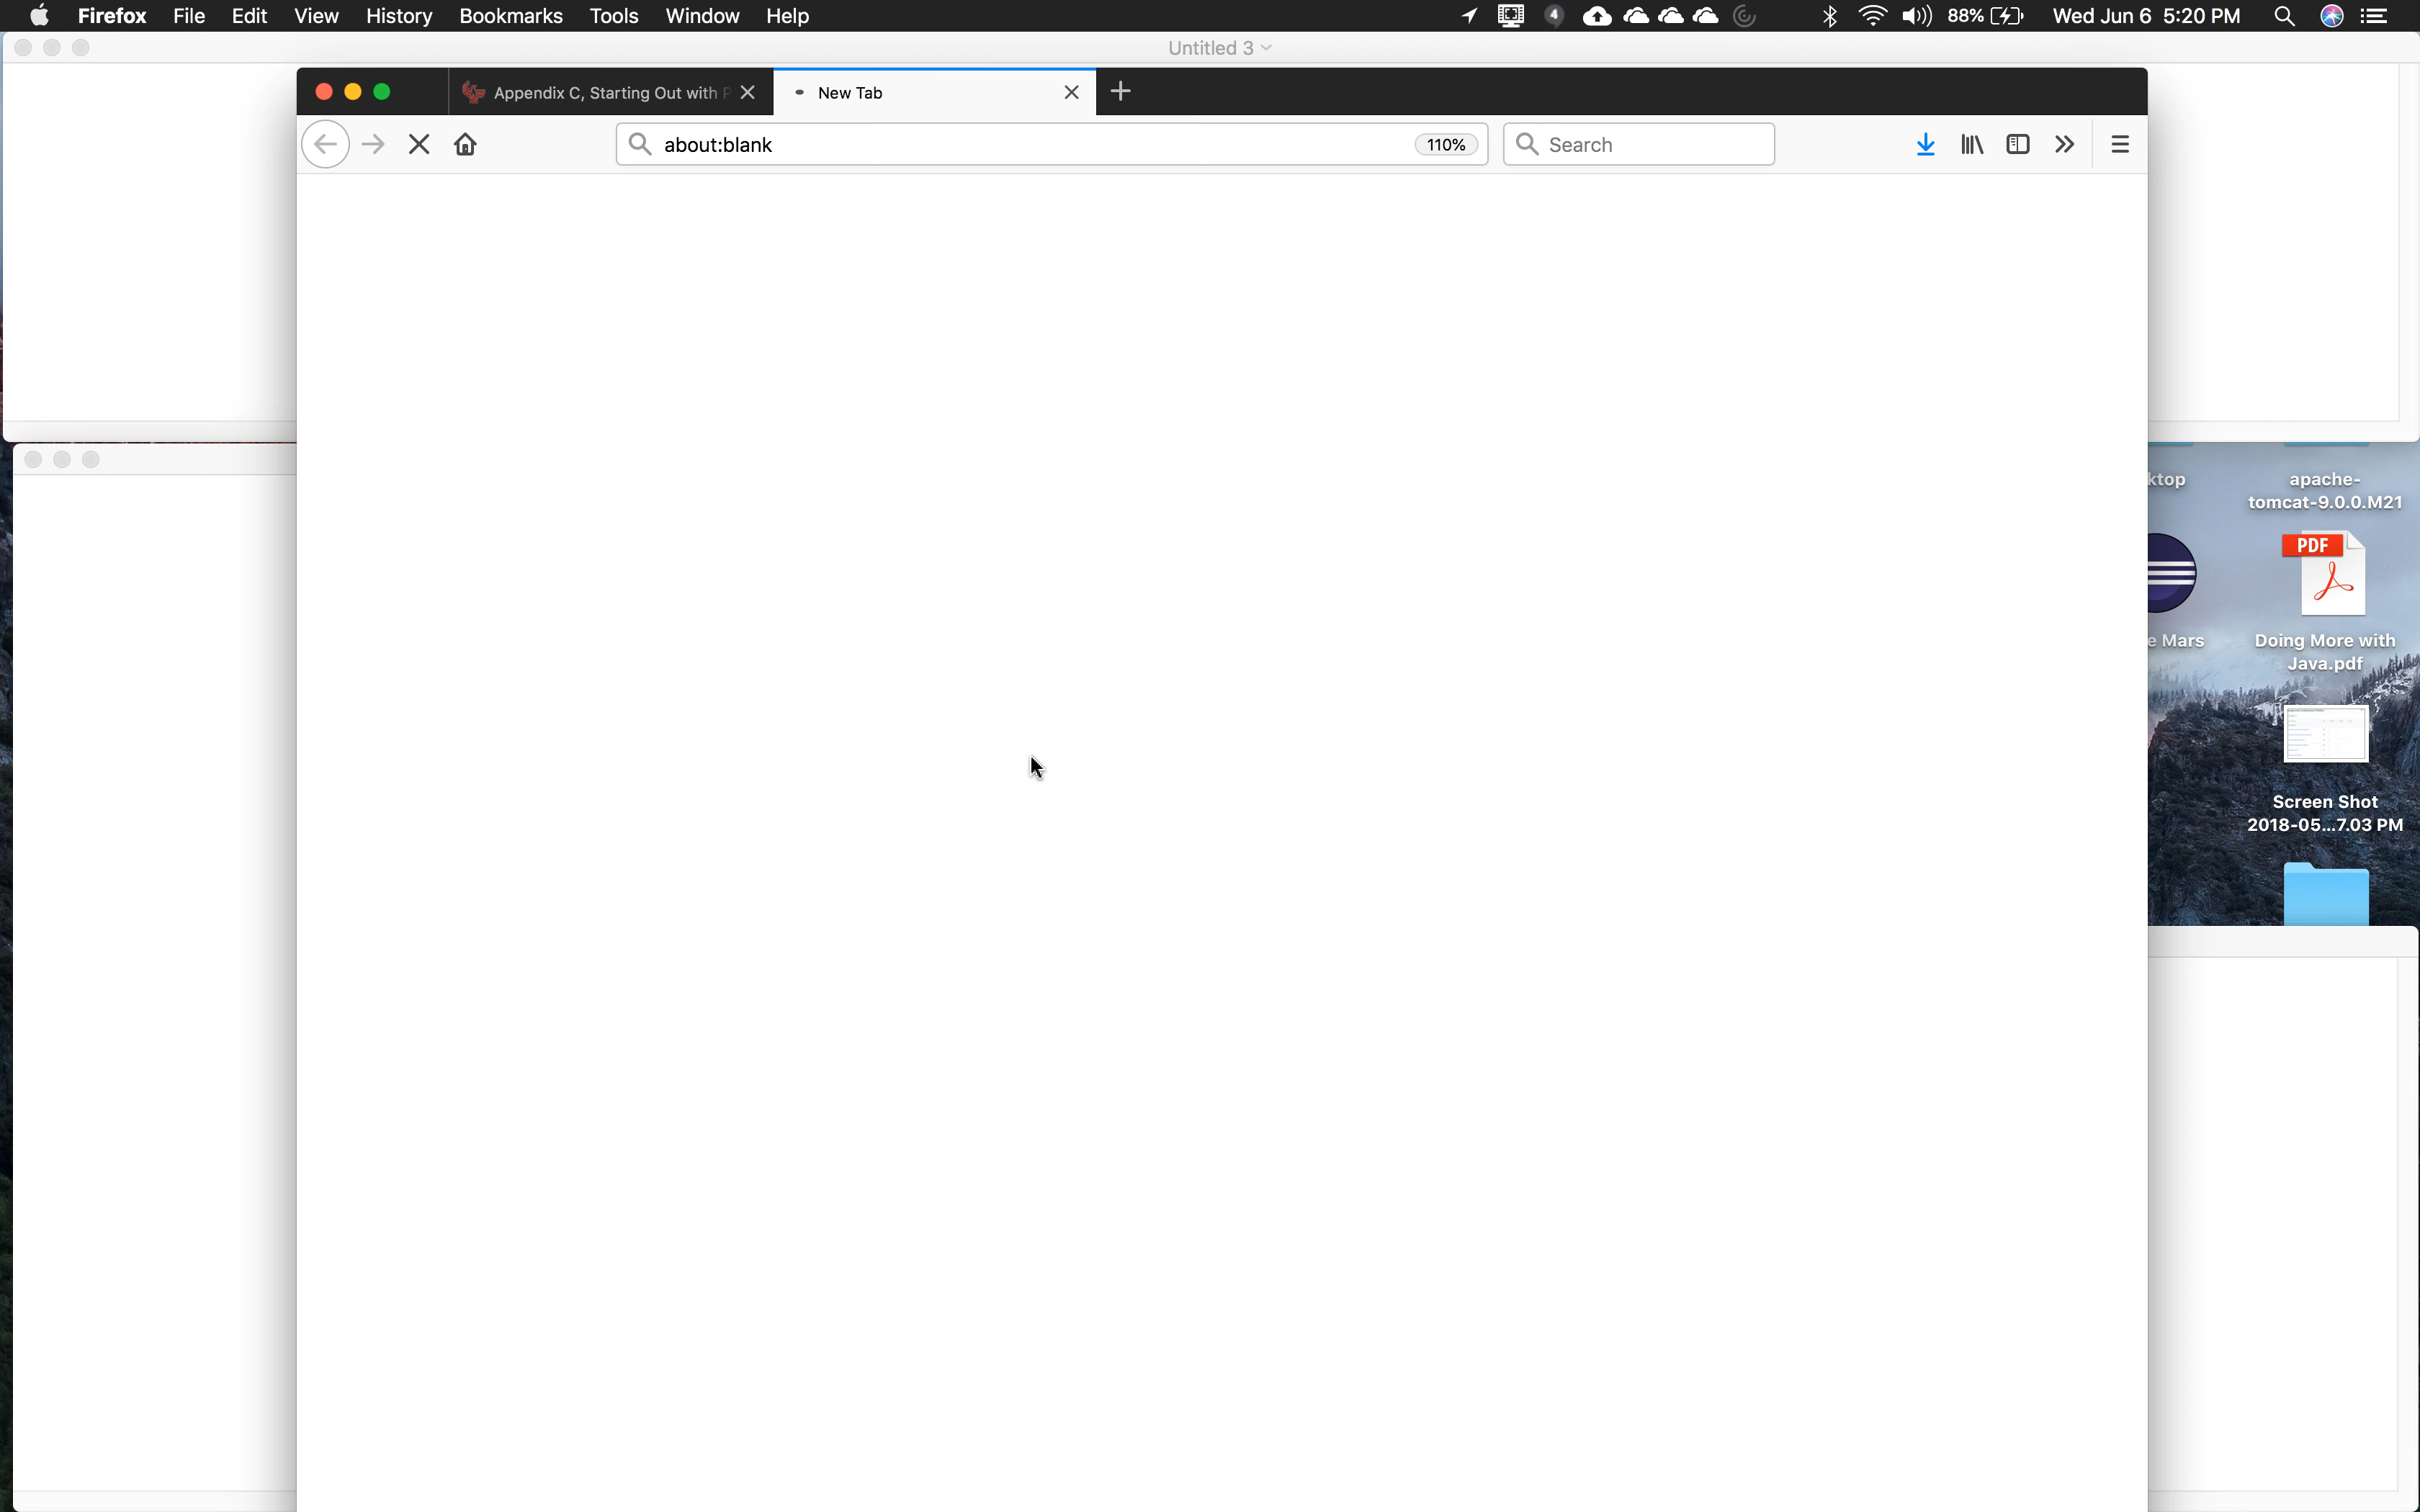 Firefox File Edit View History Bookmarks Tools Window Help 4 88% Wed Jun 6 5:20 PM
Untitled 3
Appendix C, Starting Out with P
New Tab
about:blank 110% Search
ktop
apache-
tomcat-9.0.0.M21
PDF
e Mars
Doing More with
Java.pdf
Screen Shot
2018-05...7.03 PM